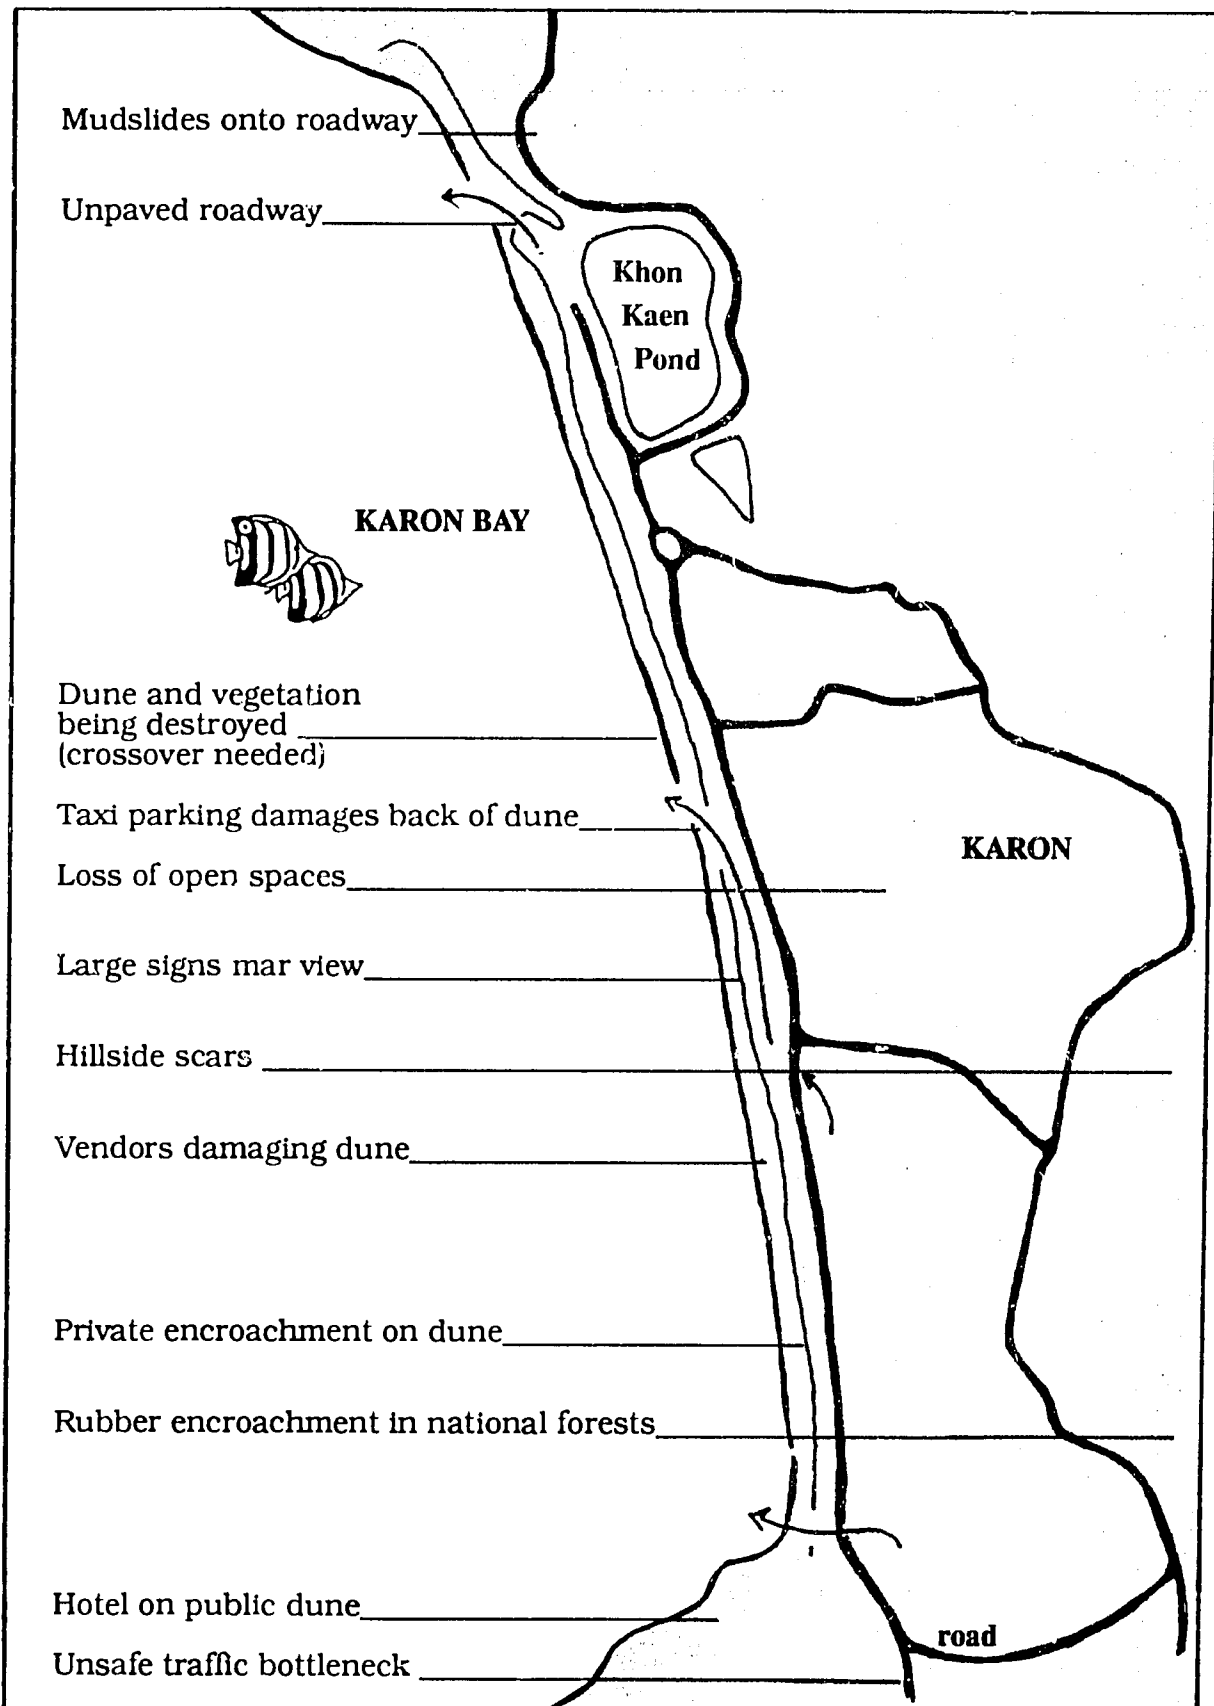 Mudslides onto roadway
Unpaved roadway
Khon
Kaen
Pond
KARON BAY
Dune and vegetation
being destroyed
(crossover needed)
Taxi parking damages back of dune
KARON
Loss of open spaces
Large signs mar view
Hillside scars
Vendors damaging dune
Private encroachment on dune
Rubber encroachment in national forests
Hotel on public dune
road
Unsafe traffic bottleneck